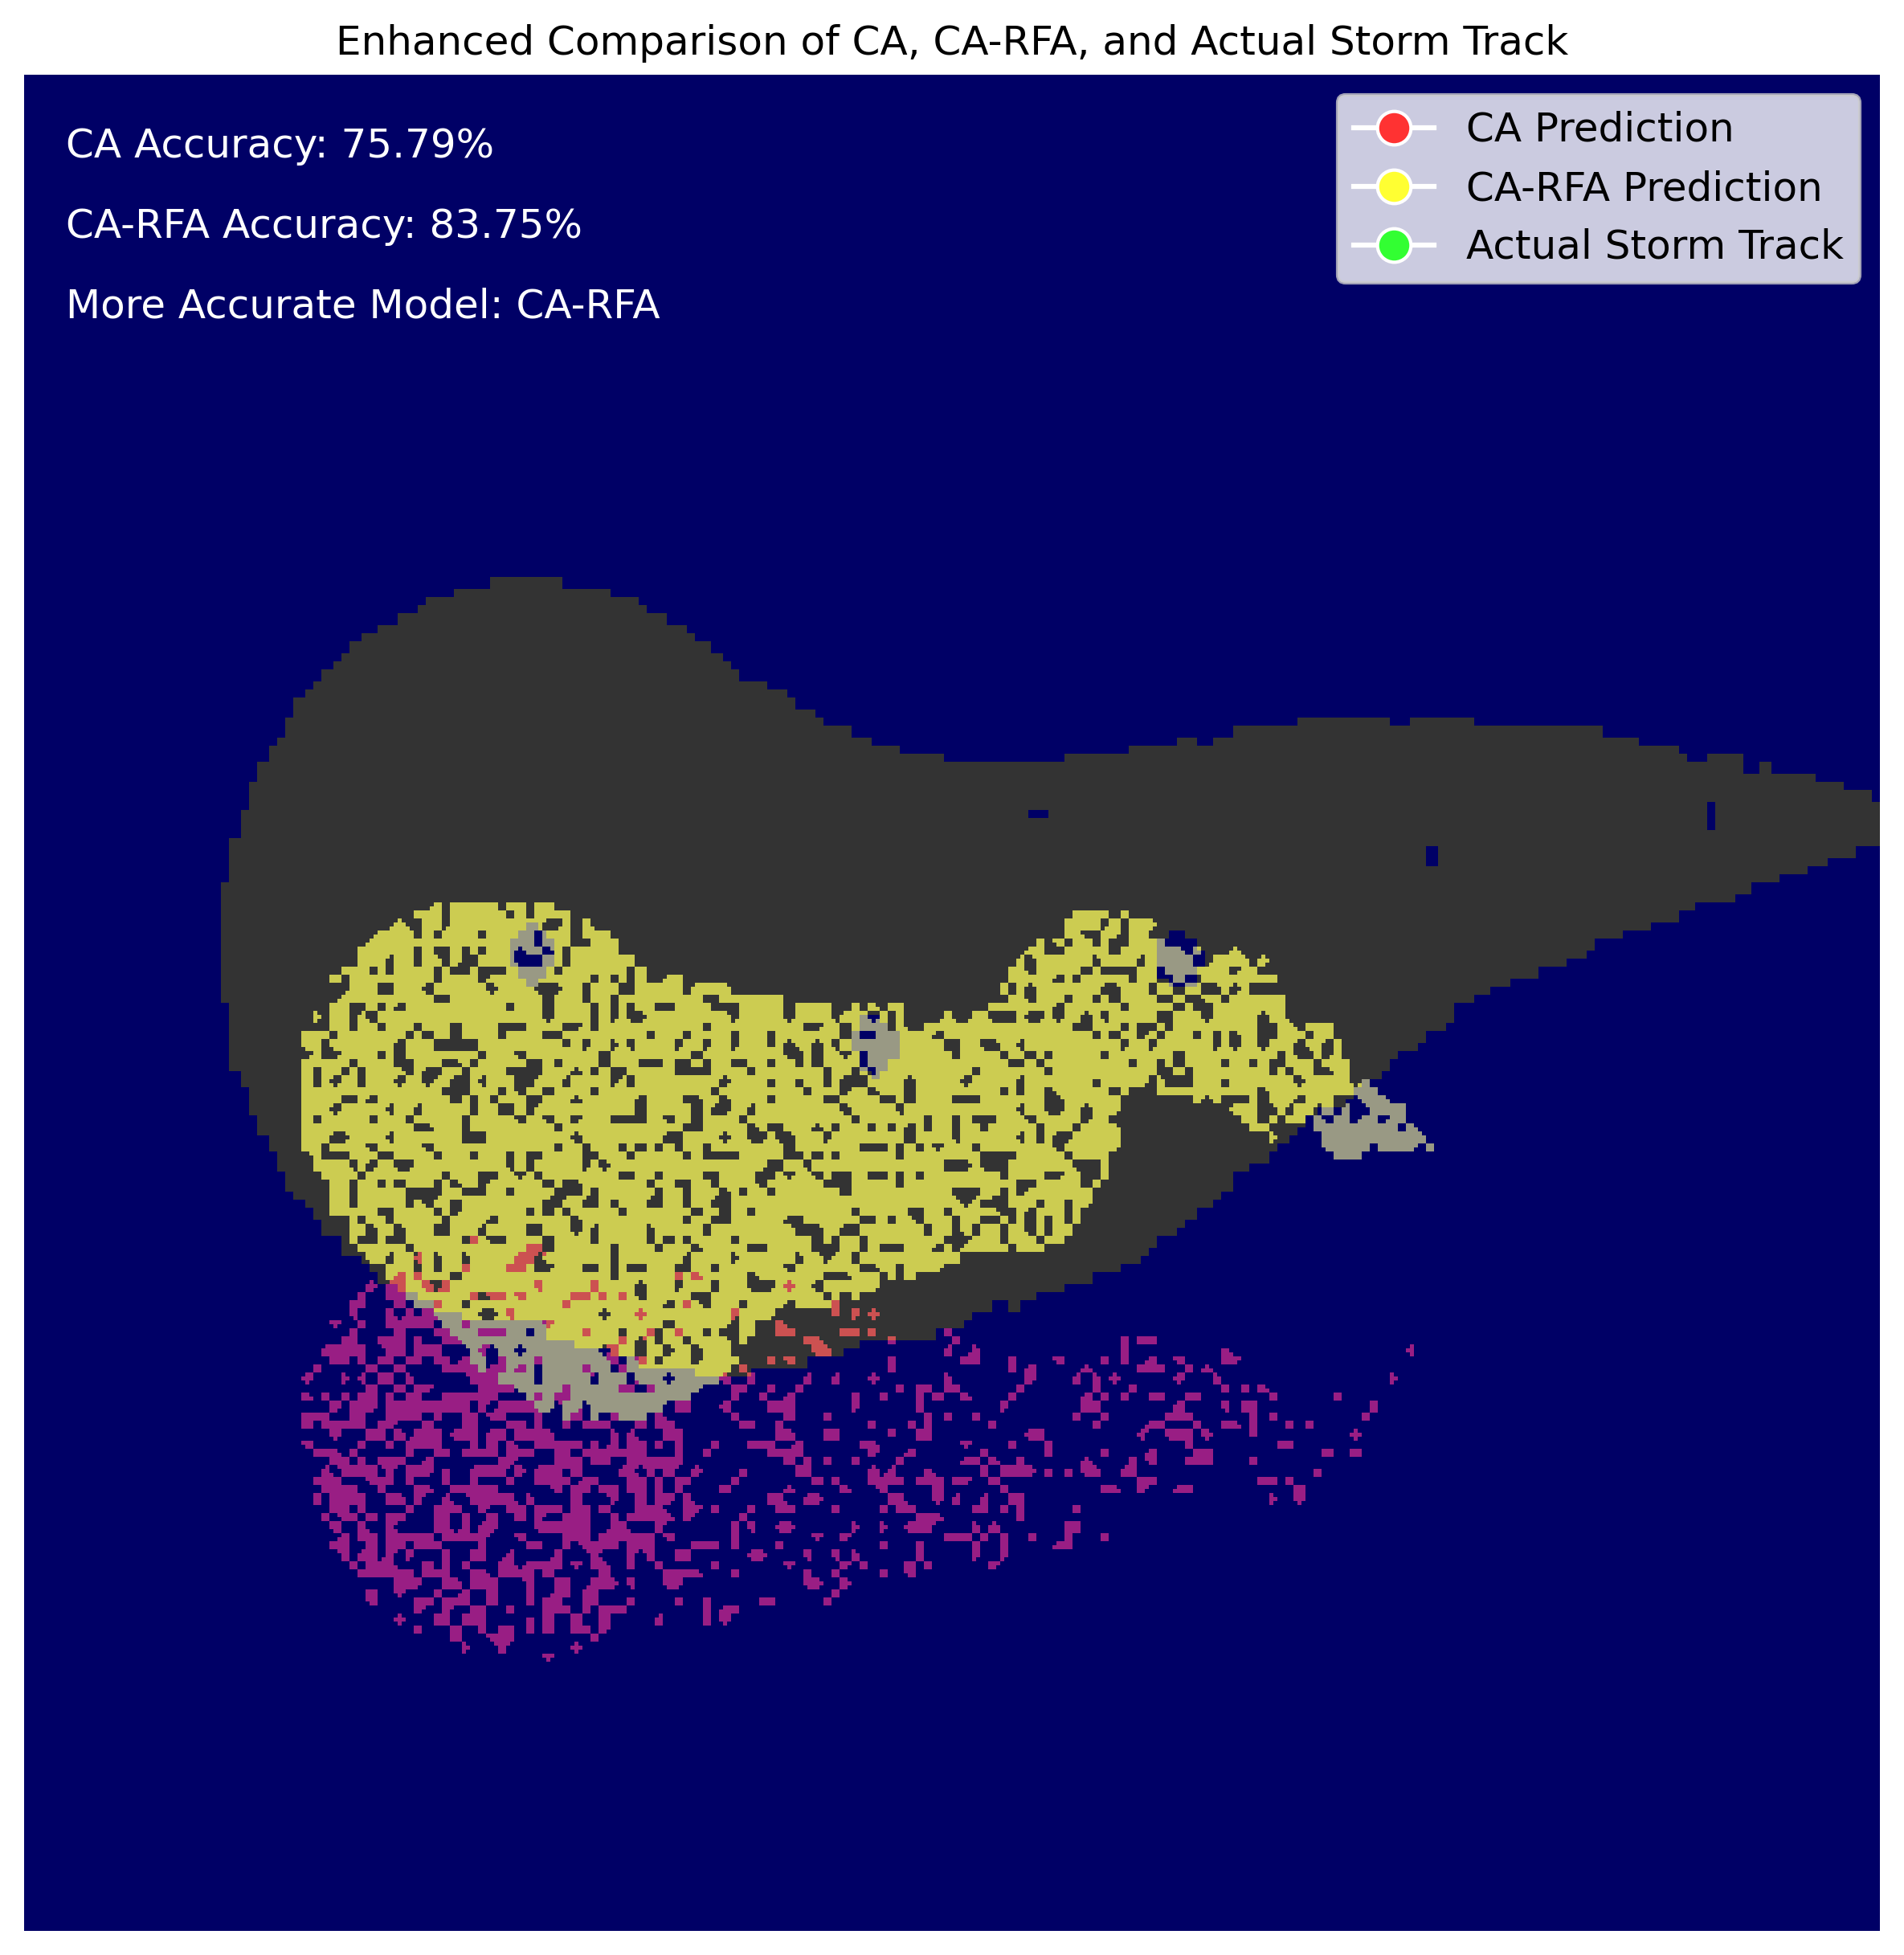 Enhanced Comparison of CA, CA-RFA, and Actual Storm Track
CA Accuracy: 75.79%
CA-RFA Accuracy: 83.75%
More Accurate Model: CA-RFA
CA Prediction
CA-RFA Prediction
Actual Storm Track